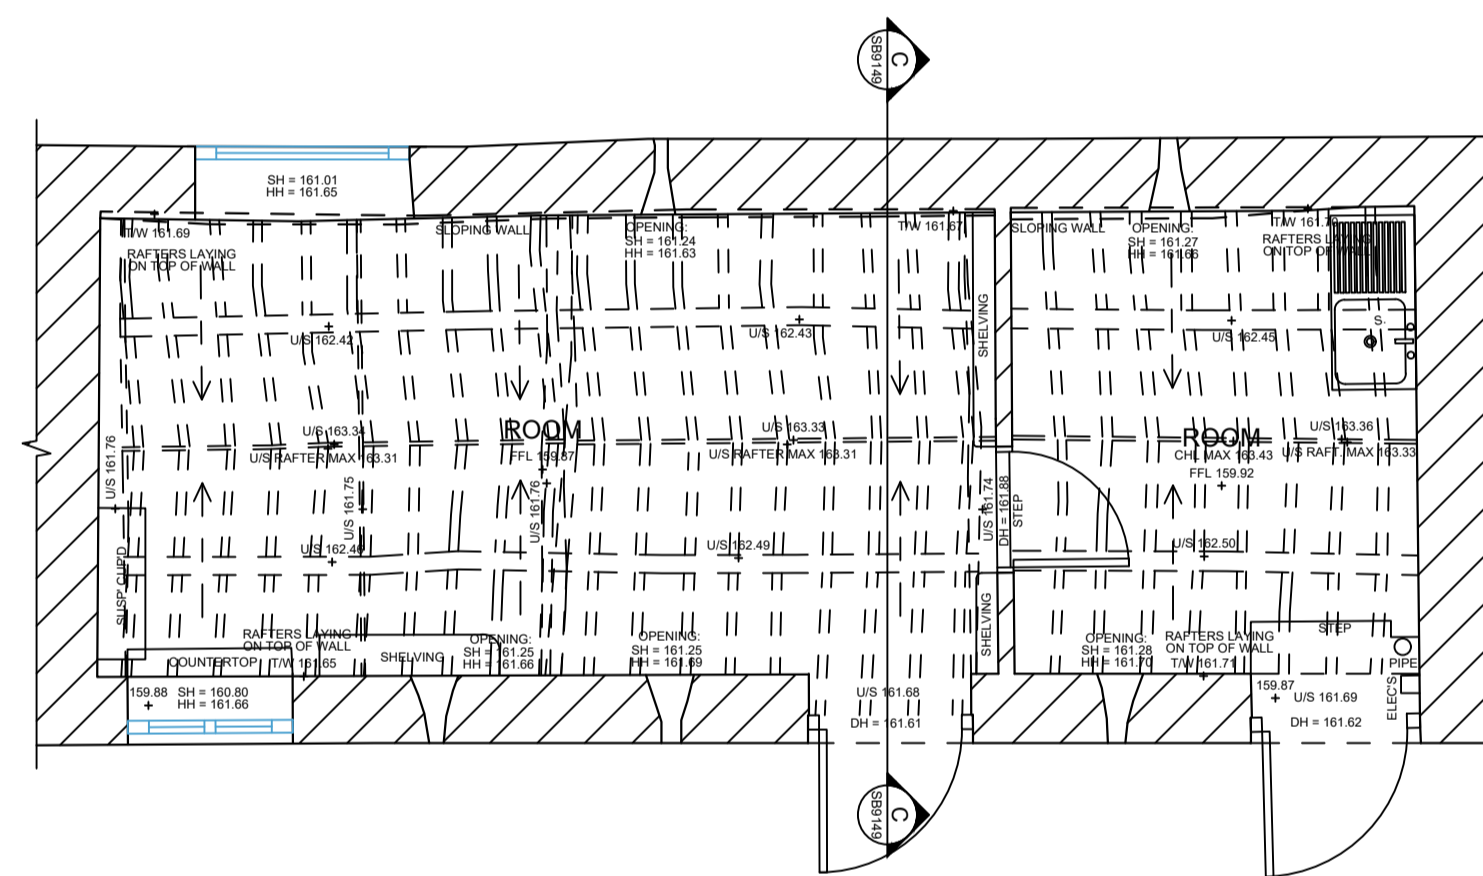 C
SB9149
SH = 161.01
HH = 161.65
T/W 161.69
RAFTERS LAYING
ON TOP OF WALL
SLOPING WALL
OPENING:
SH = 161.24
HH = 161.63
T/W 161.67
SLOPING WALL
OPENING:
SH = 161.27
HH = 161.66
T/W 161.70
RAFTERS LAYING
ON TOP OF WALL
U/S 162.42
U/S 162.43
SHELVING
U/S 162.45
S.
U/S 161.76
U/S 163.34
U/S RAFTER MAX 163.31
ROOM
FFL 159.87
U/S 163.33
U/S RAFTER MAX 163.31
ROOM
CHL MAX 163.43
FFL 159.92
U/S 163.36
U/S RAFT. MAX 163.33
U/S 161.75
U/S 161.76
U/S 161.74
DH = 161.88
STEP
U/S 162.46
U/S 162.49
U/S 162.50
SUSP' CUP'D
RAFTERS LAYING
ON TOP OF WALL
T/W 161.65
COUNTERTOP
SHELVING
OPENING:
SH = 161.25
HH = 161.66
OPENING:
SH = 161.25
HH = 161.69
SHELVING
OPENING:
SH = 161.28
HH = 161.70
RAFTERS LAYING
ON TOP OF WALL
T/W 161.71
STEP
PIPE
ELEC'S
159.88
SH = 160.80
HH = 161.66
U/S 161.68
DH = 161.61
159.87
U/S 161.69
DH = 161.62
C
SB9149